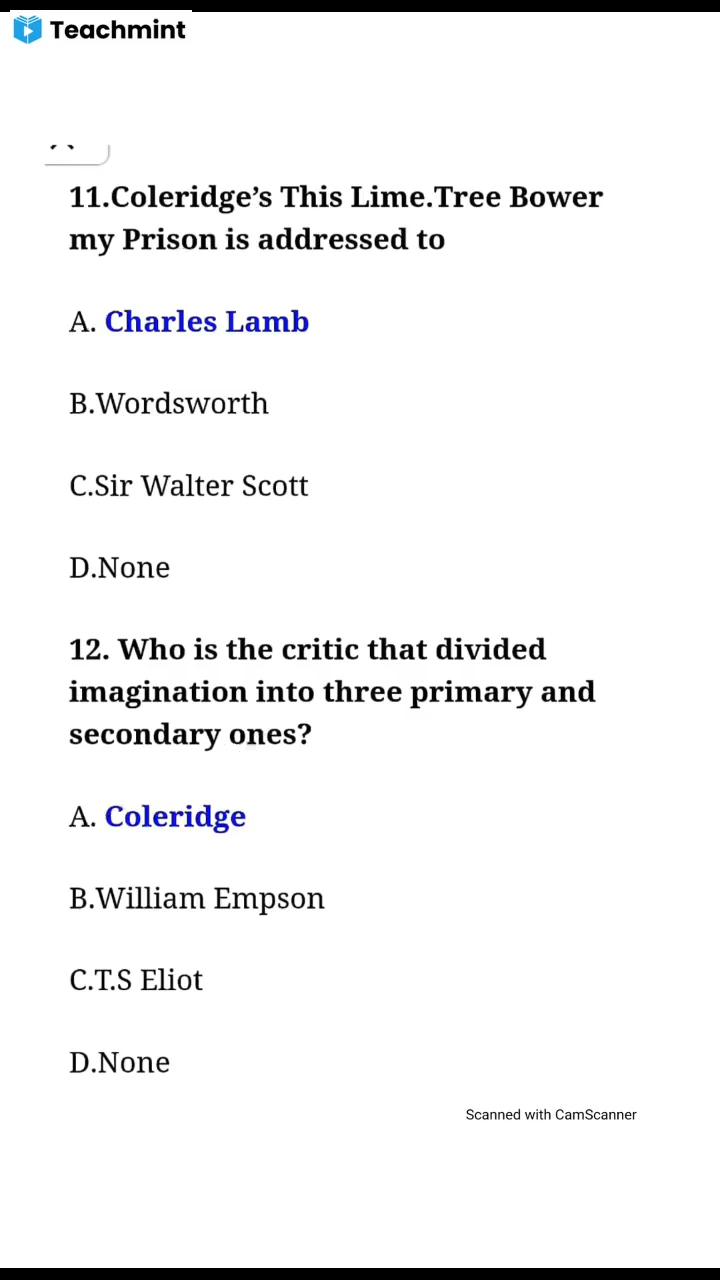 Teachmint
11.Coleridge’s This Lime.Tree Bower
my Prison is addressed to
A. Charles Lamb
B.Wordsworth
C.Sir Walter Scott
D.None
12. Who is the critic that divided
imagination into three primary and
secondary ones?
A. Coleridge
B.William Empson
C.T.S Eliot
D.None
Scanned with CamScanner